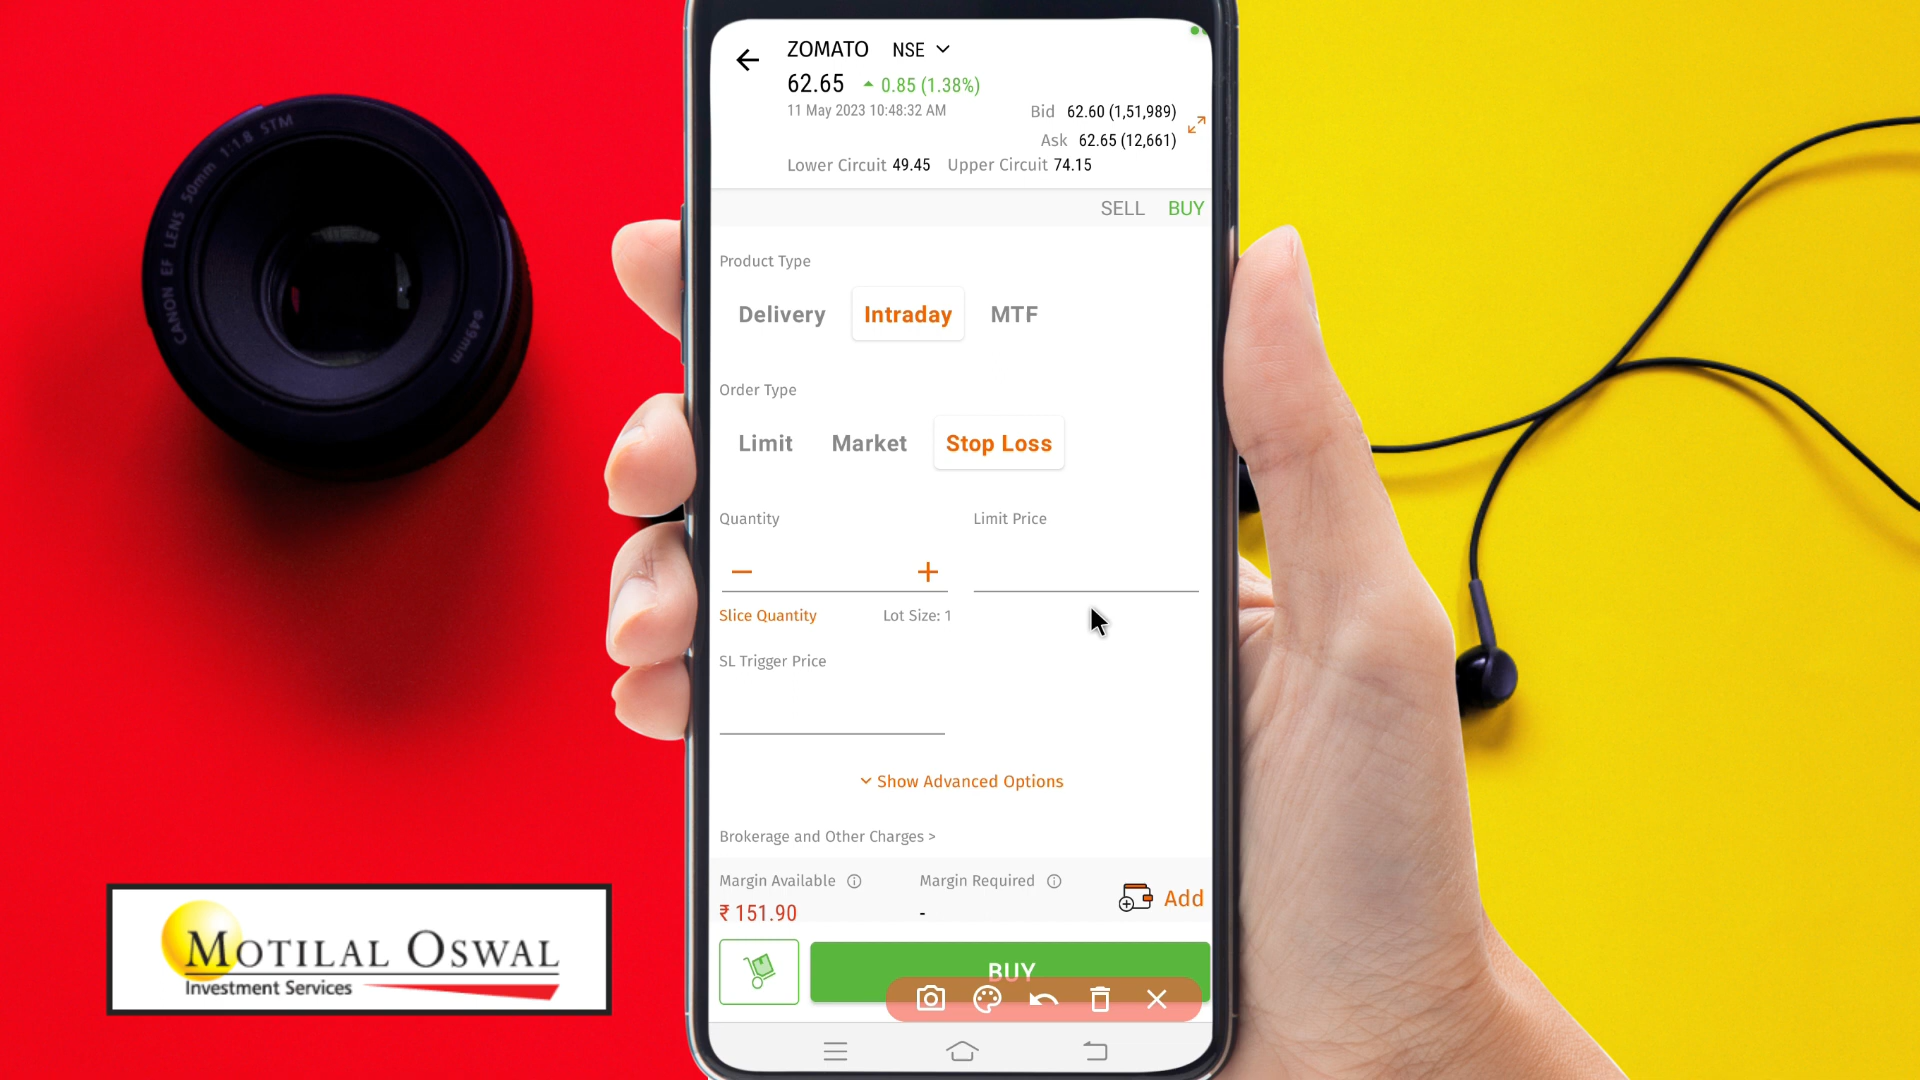 CANON EF LENS 50mm 1:1.8 STM
ф49mm
ZOMATO NSE
62.65 0.85 (1.38%)
11 May 2023 10:48:32 AM
Bid 62.60 (1,51,989)
Ask 62.65 (12,661)
Lower Circuit 49.45 Upper Circuit 74.15
SELL BUY
Product Type
Delivery Intraday MTF
Order Type
Limit Market Stop Loss
Quantity Limit Price
Slice Quantity Lot Size: 1
SL Trigger Price
Show Advanced Options
Brokerage and Other Charges >
Margin Available Margin Required
₹ 151.90 - Add
BUY
MOTILAL OSWAL
Investment Services